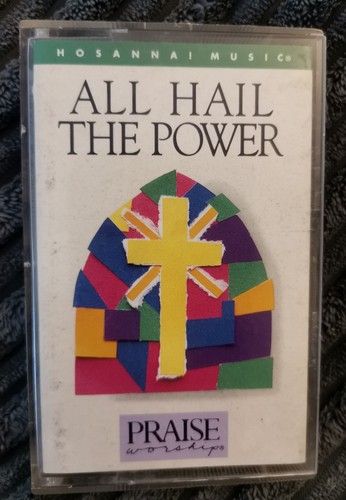 HOSANNA! MUSIC®
ALL HAIL
THE POWER
PRAISE
worship®